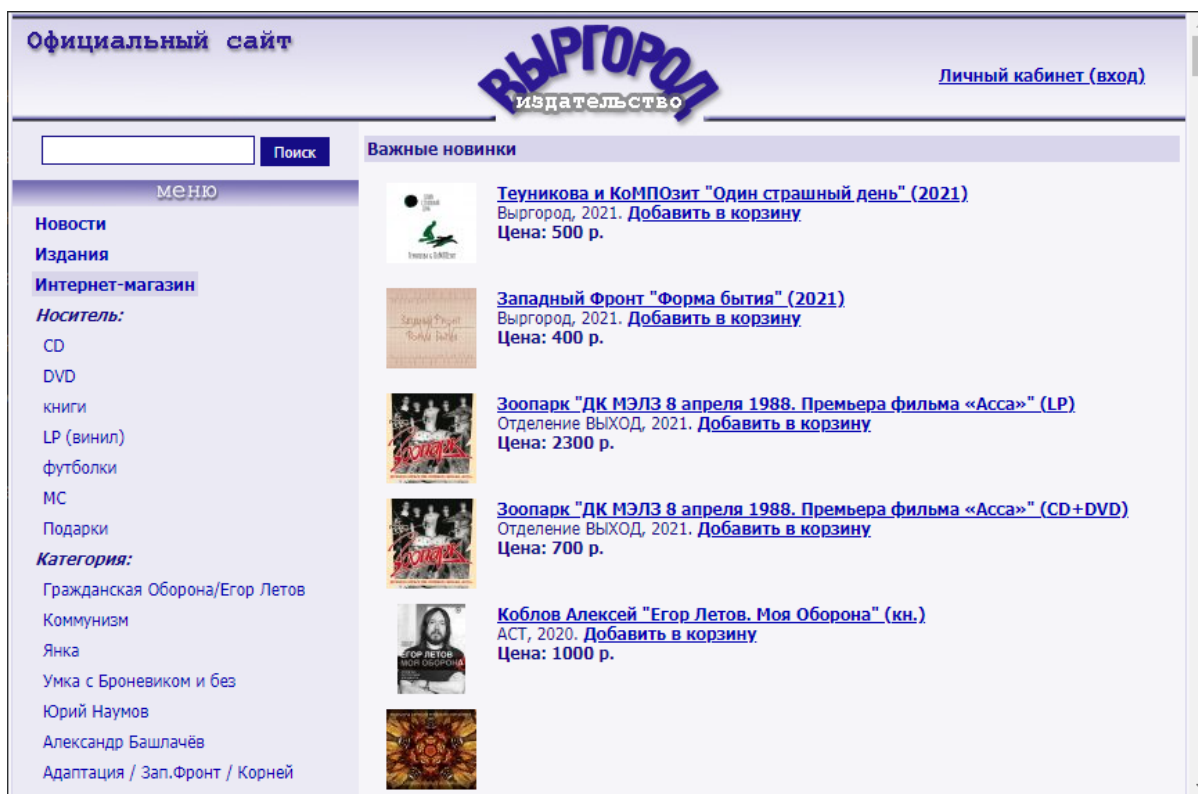 Официальный сайт
ВЫРГОРОД
издательство
Личный кабинет (вход)
Поиск
меню
Новости
Издания
Интернет-магазин
Носитель:
CD
DVD
книги
LP (винил)
футболки
MC
Подарки
Категория:
Гражданская Оборона/Егор Летов
Коммунизм
Янка
Умка с Броневиком и без
Юрий Наумов
Александр Башлачёв
Адаптация / Зап.Фронт / Корней
Важные новинки
Теуникова и КоМПОзит "Один страшный день" (2021)
Выргород, 2021. Добавить в корзину
Цена: 500 р.
Западный Фронт "Форма бытия" (2021)
Выргород, 2021. Добавить в корзину
Цена: 400 р.
Западный Фронт
Форма бытия
Зоопарк "ДК МЭЛЗ 8 апреля 1988. Премьера фильма «Асса»" (LP)
Отделение ВЫХОД, 2021. Добавить в корзину
Цена: 2300 р.
Зоопарк
Зоопарк "ДК МЭЛЗ 8 апреля 1988. Премьера фильма «Асса»" (CD+DVD)
Отделение ВЫХОД, 2021. Добавить в корзину
Цена: 700 р.
Зоопарк
Коблов Алексей "Егор Летов. Моя Оборона" (кн.)
АСТ, 2020. Добавить в корзину
Цена: 1000 р.
ЕГОР ЛЕТОВ
МОЯ ОБОРОНА